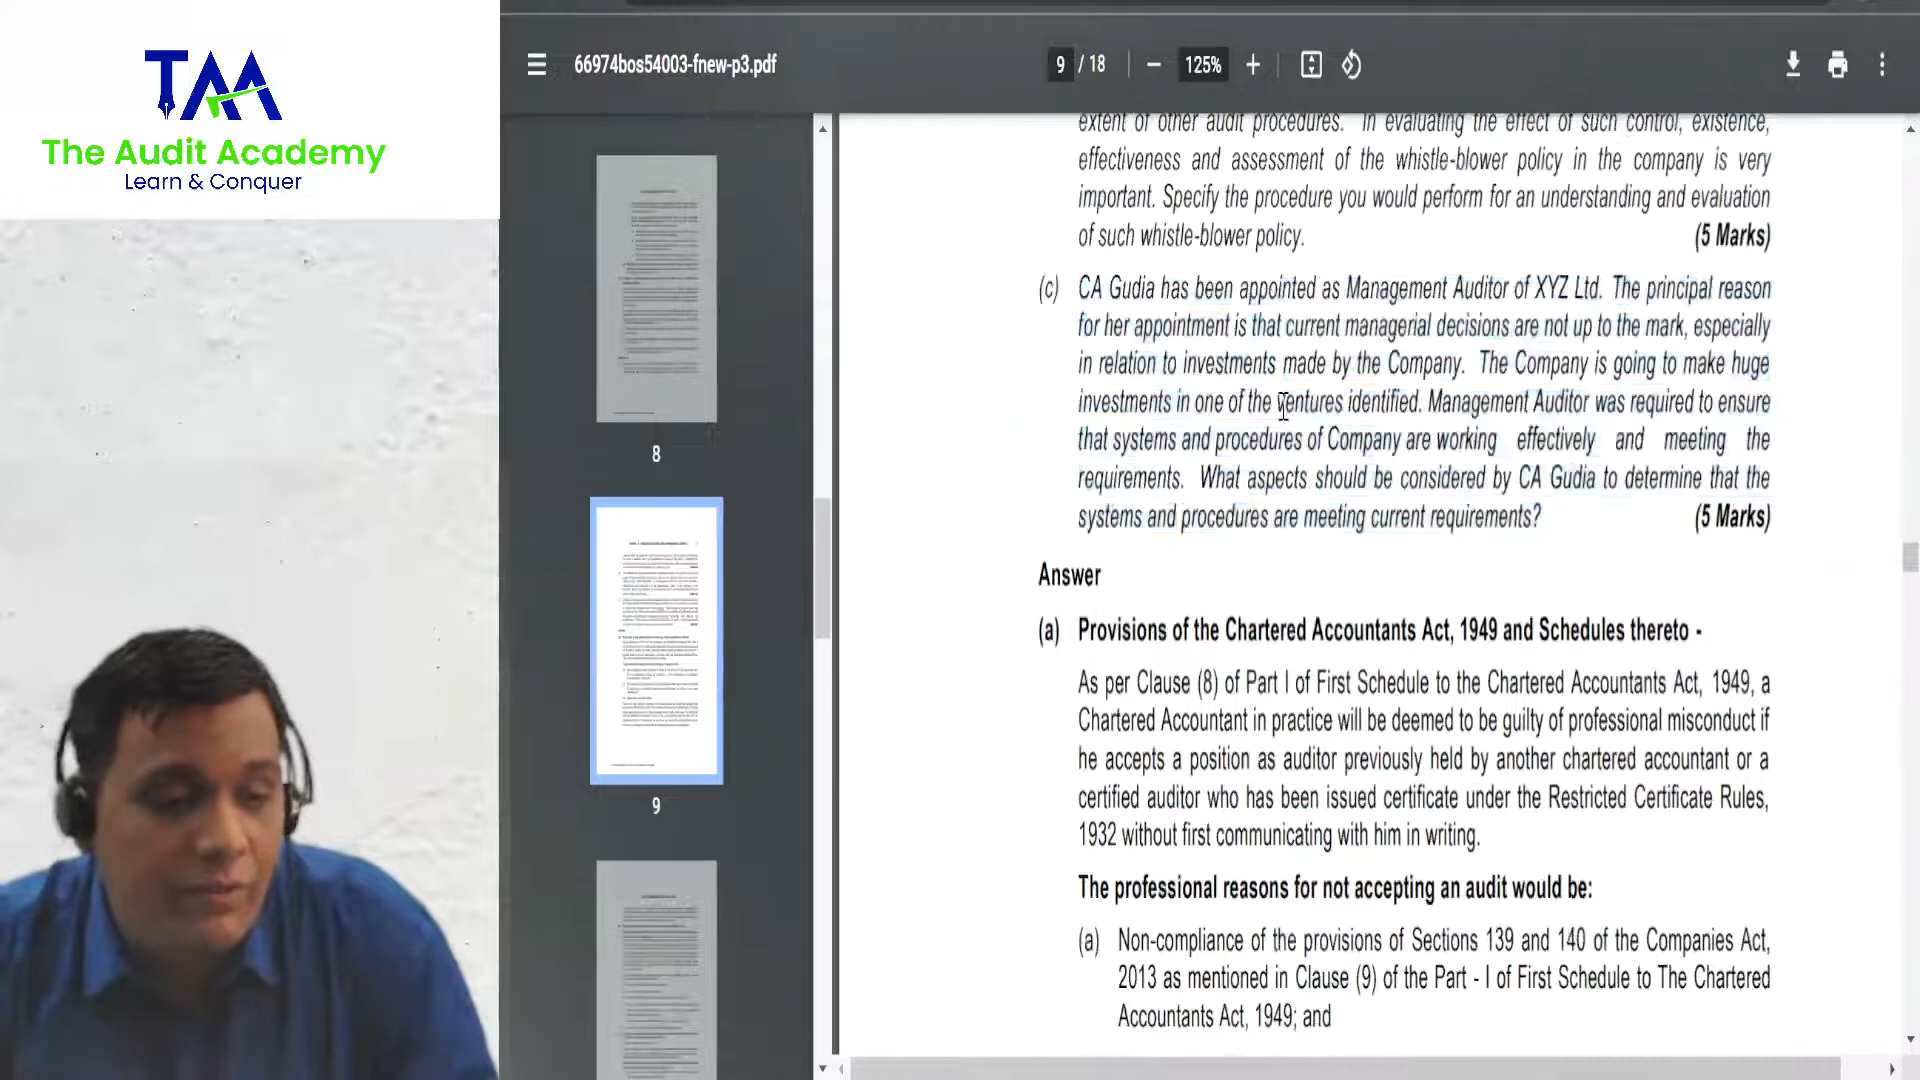 TAA
The Audit Academy
Learn & Conquer
66974bos54003-fnew-p3.pdf
9 / 18
125%
8
9
extent of other audit procedures. In evaluating the effect of such control, existence,
effectiveness and assessment of the whistle-blower policy in the company is very
important. Specify the procedure you would perform for an understanding and evaluation
of such whistle-blower policy. (5 Marks)
(c) CA Gudia has been appointed as Management Auditor of XYZ Ltd. The principal reason
for her appointment is that current managerial decisions are not up to the mark, especially
in relation to investments made by the Company. The Company is going to make huge
investments in one of the ventures identified. Management Auditor was required to ensure
that systems and procedures of Company are working effectively and meeting the
requirements. What aspects should be considered by CA Gudia to determine that the
systems and procedures are meeting current requirements? (5 Marks)
Answer
(a) Provisions of the Chartered Accountants Act, 1949 and Schedules thereto -
As per Clause (8) of Part I of First Schedule to the Chartered Accountants Act, 1949, a
Chartered Accountant in practice will be deemed to be guilty of professional misconduct if
he accepts a position as auditor previously held by another chartered accountant or a
certified auditor who has been issued certificate under the Restricted Certificate Rules,
1932 without first communicating with him in writing.
The professional reasons for not accepting an audit would be:
(a) Non-compliance of the provisions of Sections 139 and 140 of the Companies Act,
2013 as mentioned in Clause (9) of the Part - I of First Schedule to The Chartered
Accountants Act, 1949; and